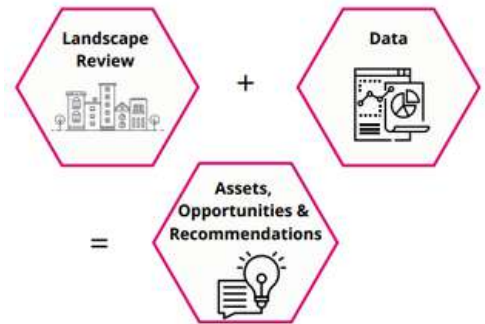 Landscape
Review
+
Data
=
Assets,
Opportunities &
Recommendations